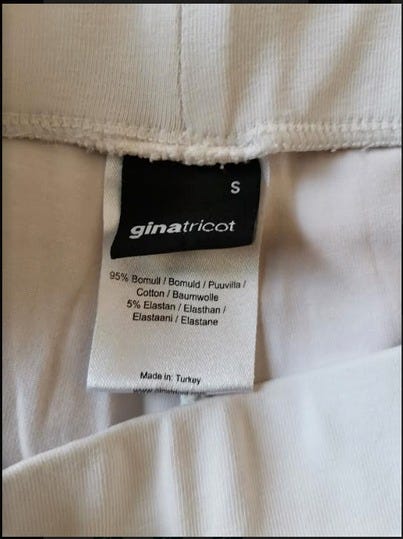 S
ginatricot
95% Bomull / Bomuld / Puuvilla /
Cotton / Baumwolle
5% Elastan / Elasthan /
Elastaani / Elastane
Made in: Turkey